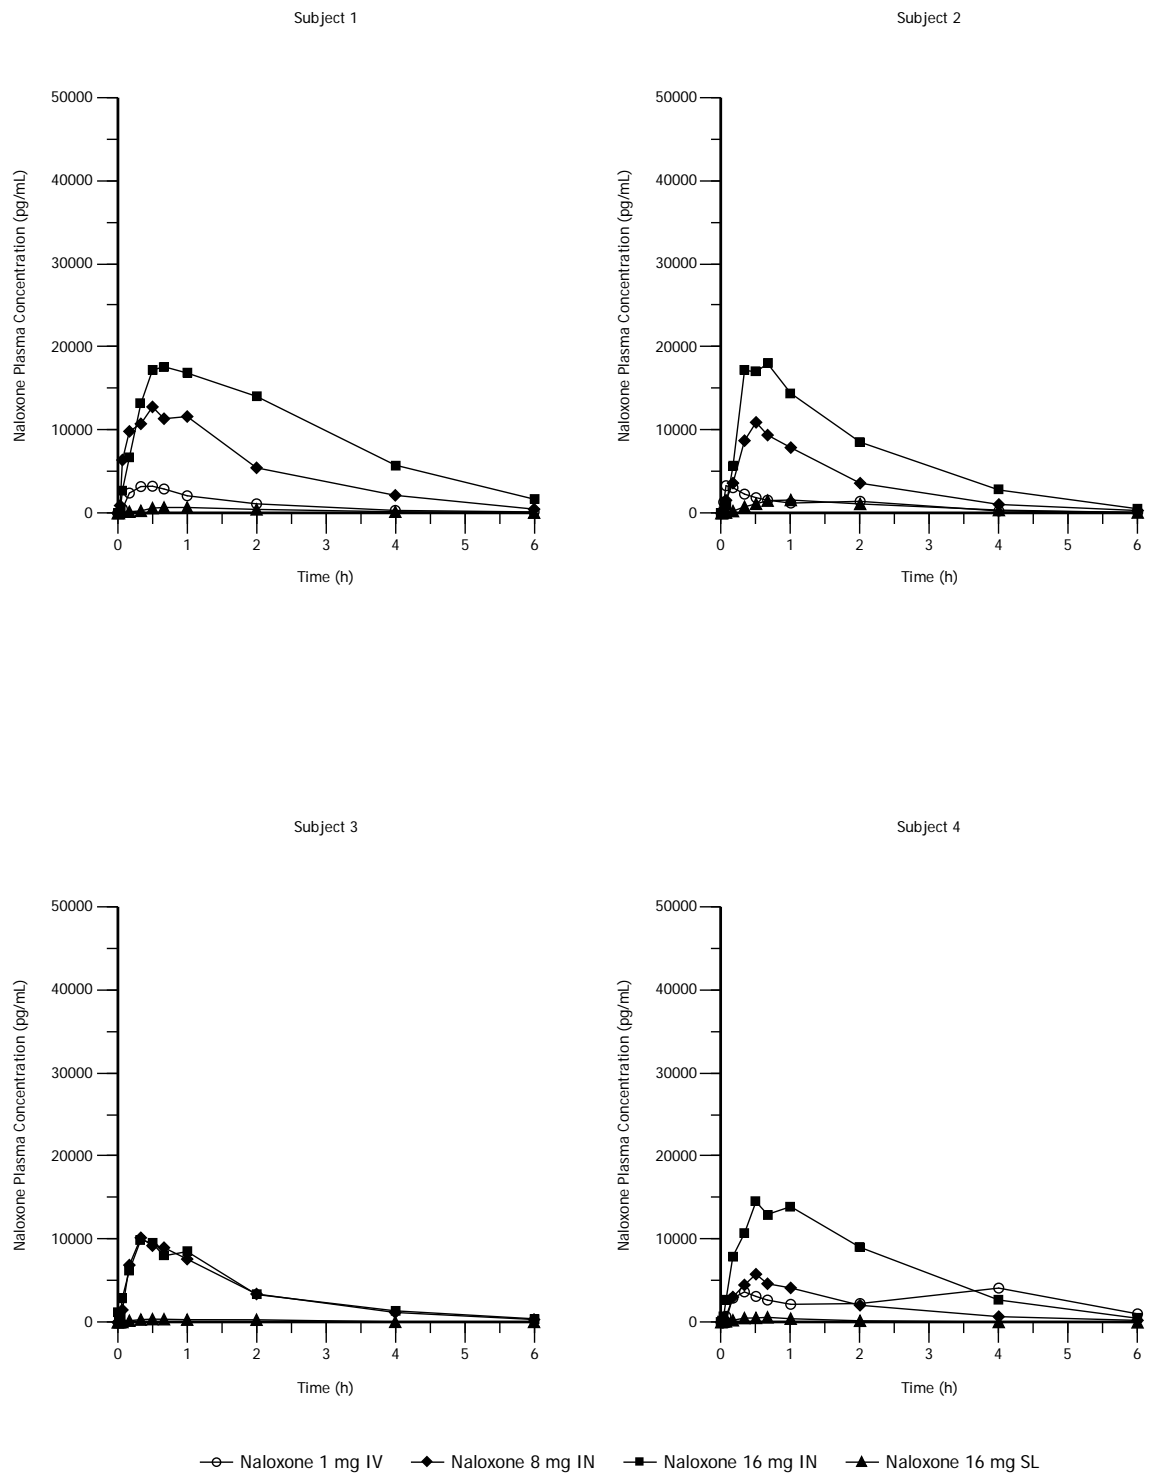 Subject 1
Subject 2
Naloxone Plasma Concentration (pg/mL)
50000
40000
30000
20000
10000
0
0 1 2 3 4 5 6
Time (h)
Naloxone Plasma Concentration (pg/mL)
50000
40000
30000
20000
10000
0
0 1 2 3 4 5 6
Time (h)
Subject 3
Subject 4
Naloxone Plasma Concentration (pg/mL)
50000
40000
30000
20000
10000
0
0 1 2 3 4 5 6
Time (h)
Naloxone Plasma Concentration (pg/mL)
50000
40000
30000
20000
10000
0
0 1 2 3 4 5 6
Time (h)
Naloxone 1 mg IV Naloxone 8 mg IN Naloxone 16 mg IN Naloxone 16 mg SL